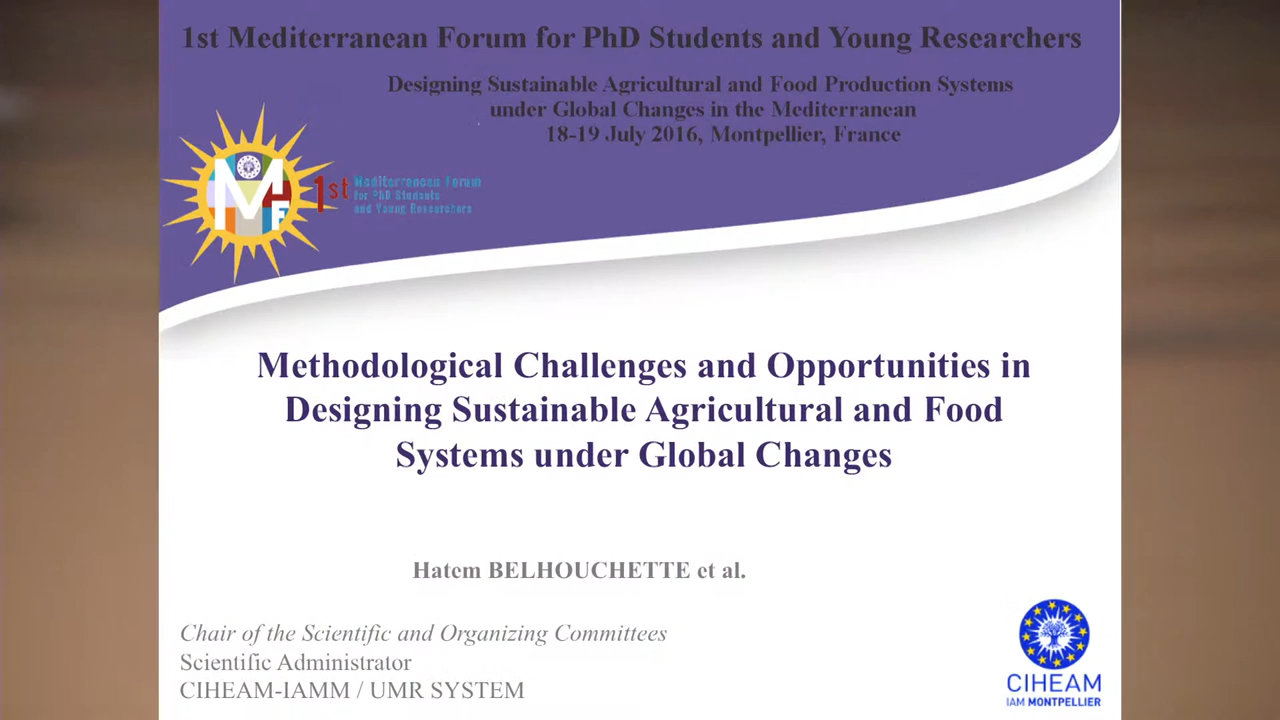 1st Mediterranean Forum for PhD Students and Young Researchers
Designing Sustainable Agricultural and Food Production Systems
under Global Changes in the Mediterranean
18-19 July 2016, Montpellier, France
M
F
1st
Mediterranean Forum
for PhD Students
and Young Researchers
Methodological Challenges and Opportunities in
Designing Sustainable Agricultural and Food
Systems under Global Changes
Hatem BELHOUCHETTE et al.
Chair of the Scientific and Organizing Committees
Scientific Administrator
CIHEAM-IAMM / UMR SYSTEM
CIHEAM
IAM MONTPELLIER